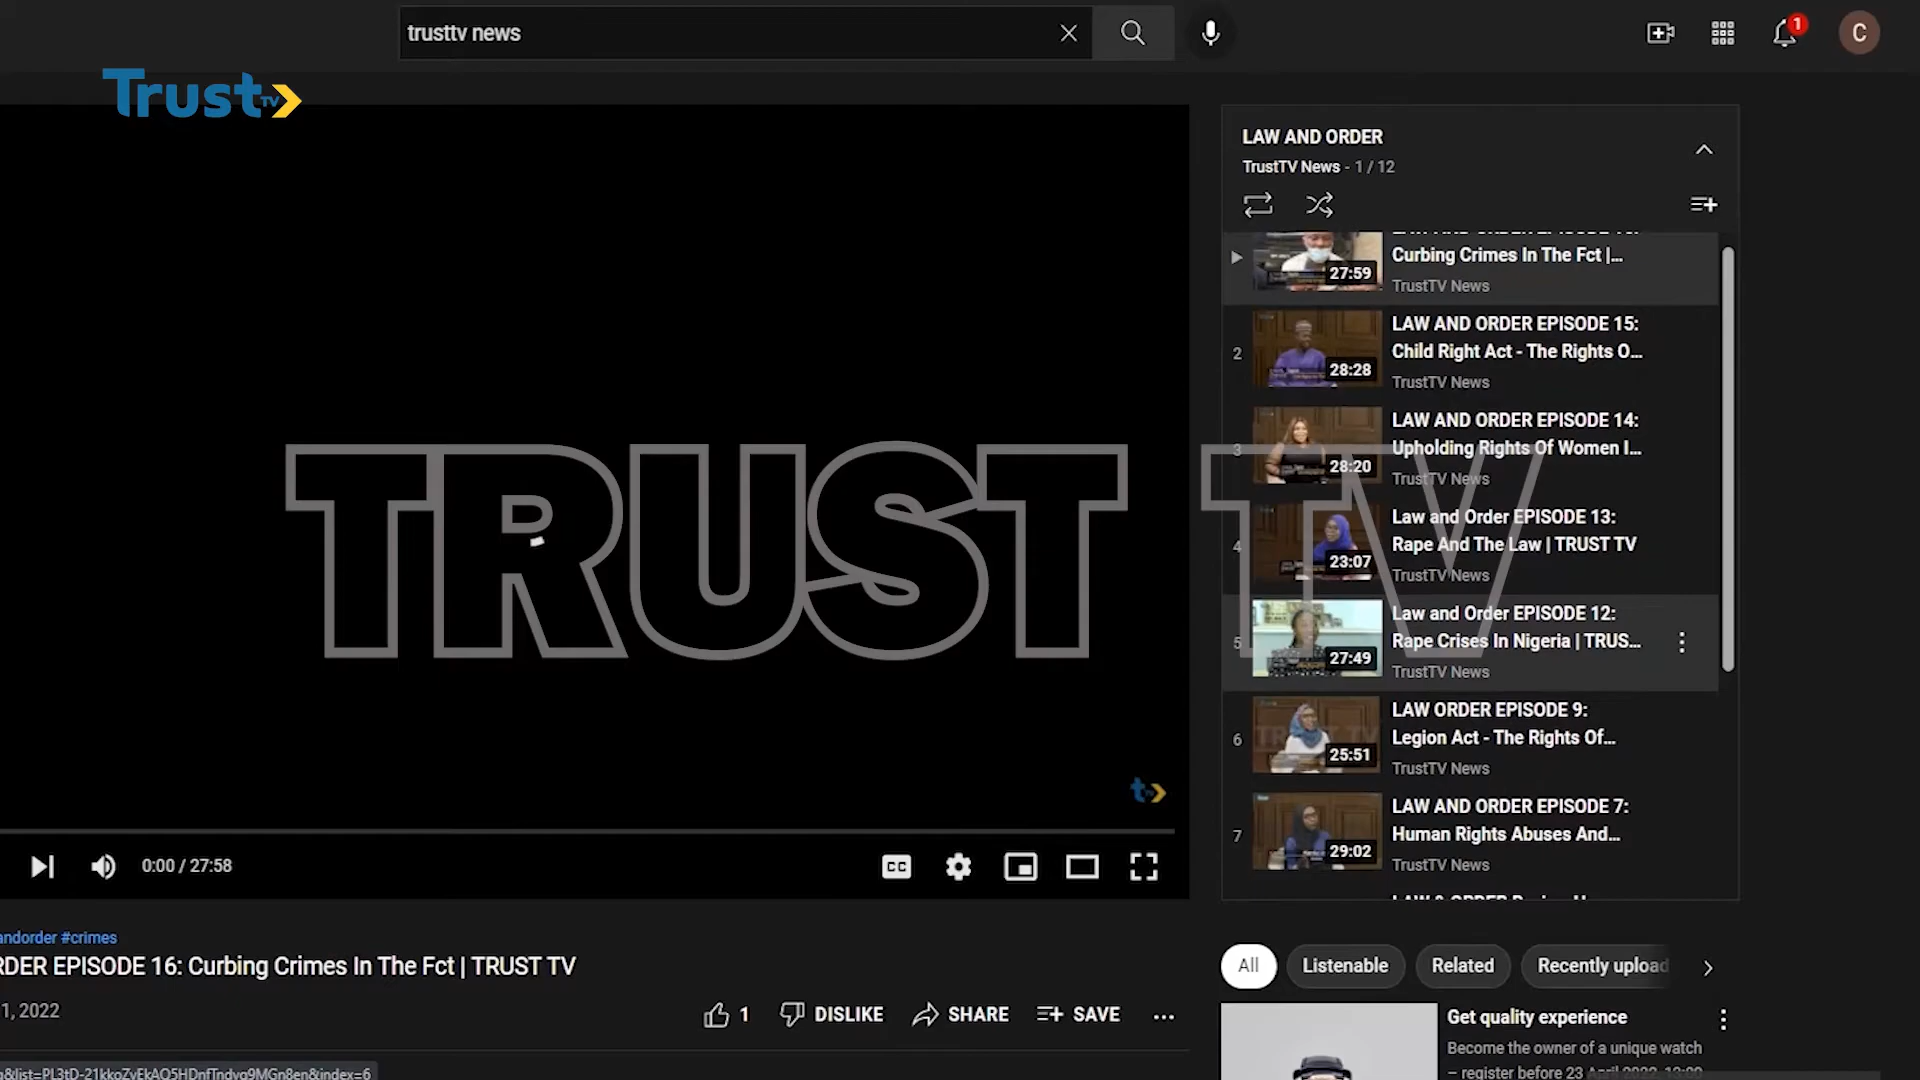 trusttv news
1
C
Trust TV
LAW AND ORDER
TrustTV News - 1 / 12
Curbing Crimes In The Fct |...
27:59
TrustTV News
2
LAW AND ORDER EPISODE 15:
Child Right Act - The Rights O...
28:28
TrustTV News
3
LAW AND ORDER EPISODE 14:
Upholding Rights Of Women I...
28:20
TrustTV News
TRUST TV
4
Law and Order EPISODE 13:
Rape And The Law | TRUST TV
23:07
TrustTV News
5
Law and Order EPISODE 12:
Rape Crises In Nigeria | TRUS...
27:49
TrustTV News
6
LAW ORDER EPISODE 9:
Legion Act - The Rights Of...
25:51
TrustTV News
7
LAW AND ORDER EPISODE 7:
Human Rights Abuses And...
29:02
TrustTV News
0:00 / 27:58
CC
andorder #crimes
RDER EPISODE 16: Curbing Crimes In The Fct | TRUST TV
1, 2022
1 DISLIKE SHARE SAVE
All Listenable Related Recently upload
Get quality experience
Become the owner of a unique watch
– register before 23 April 2022, 13:00